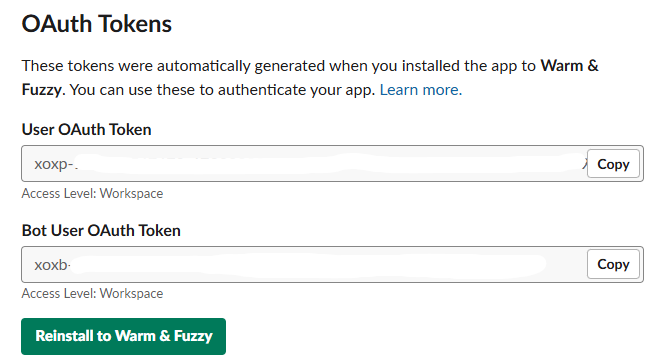 OAuth Tokens
These tokens were automatically generated when you installed the app to Warm &
Fuzzy. You can use these to authenticate your app. Learn more.
User OAuth Token
xoxp-
Copy
Access Level: Workspace
Bot User OAuth Token
xoxb-
Copy
Access Level: Workspace
Reinstall to Warm & Fuzzy